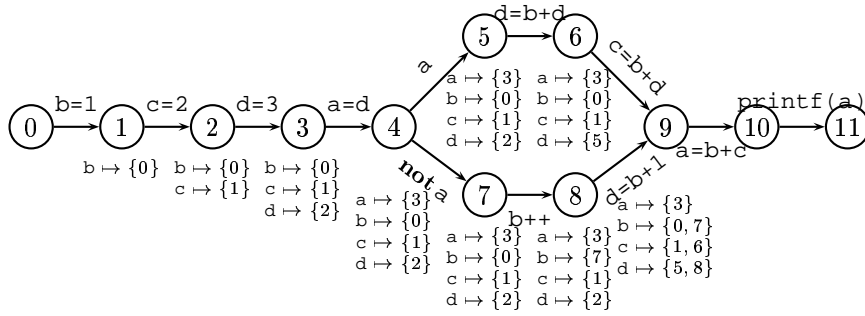 d=b+d
5 6
a c=b+d
a ↦ {3} a ↦ {3}
b ↦ {0} b ↦ {0}
c ↦ {1} c ↦ {1}
d ↦ {2} d ↦ {5}
b=1 c=2 d=3 a=d printf(a)
0 1 2 3 4 9 10 11
a=b+c
b ↦ {0} b ↦ {0} b ↦ {0}
c ↦ {1} c ↦ {1}
d ↦ {2}
not a d=b+1
7 8
b++
a ↦ {3}
b ↦ {0}
c ↦ {1}
d ↦ {2}
a ↦ {3} a ↦ {3}
b ↦ {0} b ↦ {7}
c ↦ {1} c ↦ {1}
d ↦ {2} d ↦ {2}
a ↦ {3}
b ↦ {0, 7}
c ↦ {1, 6}
d ↦ {5, 8}